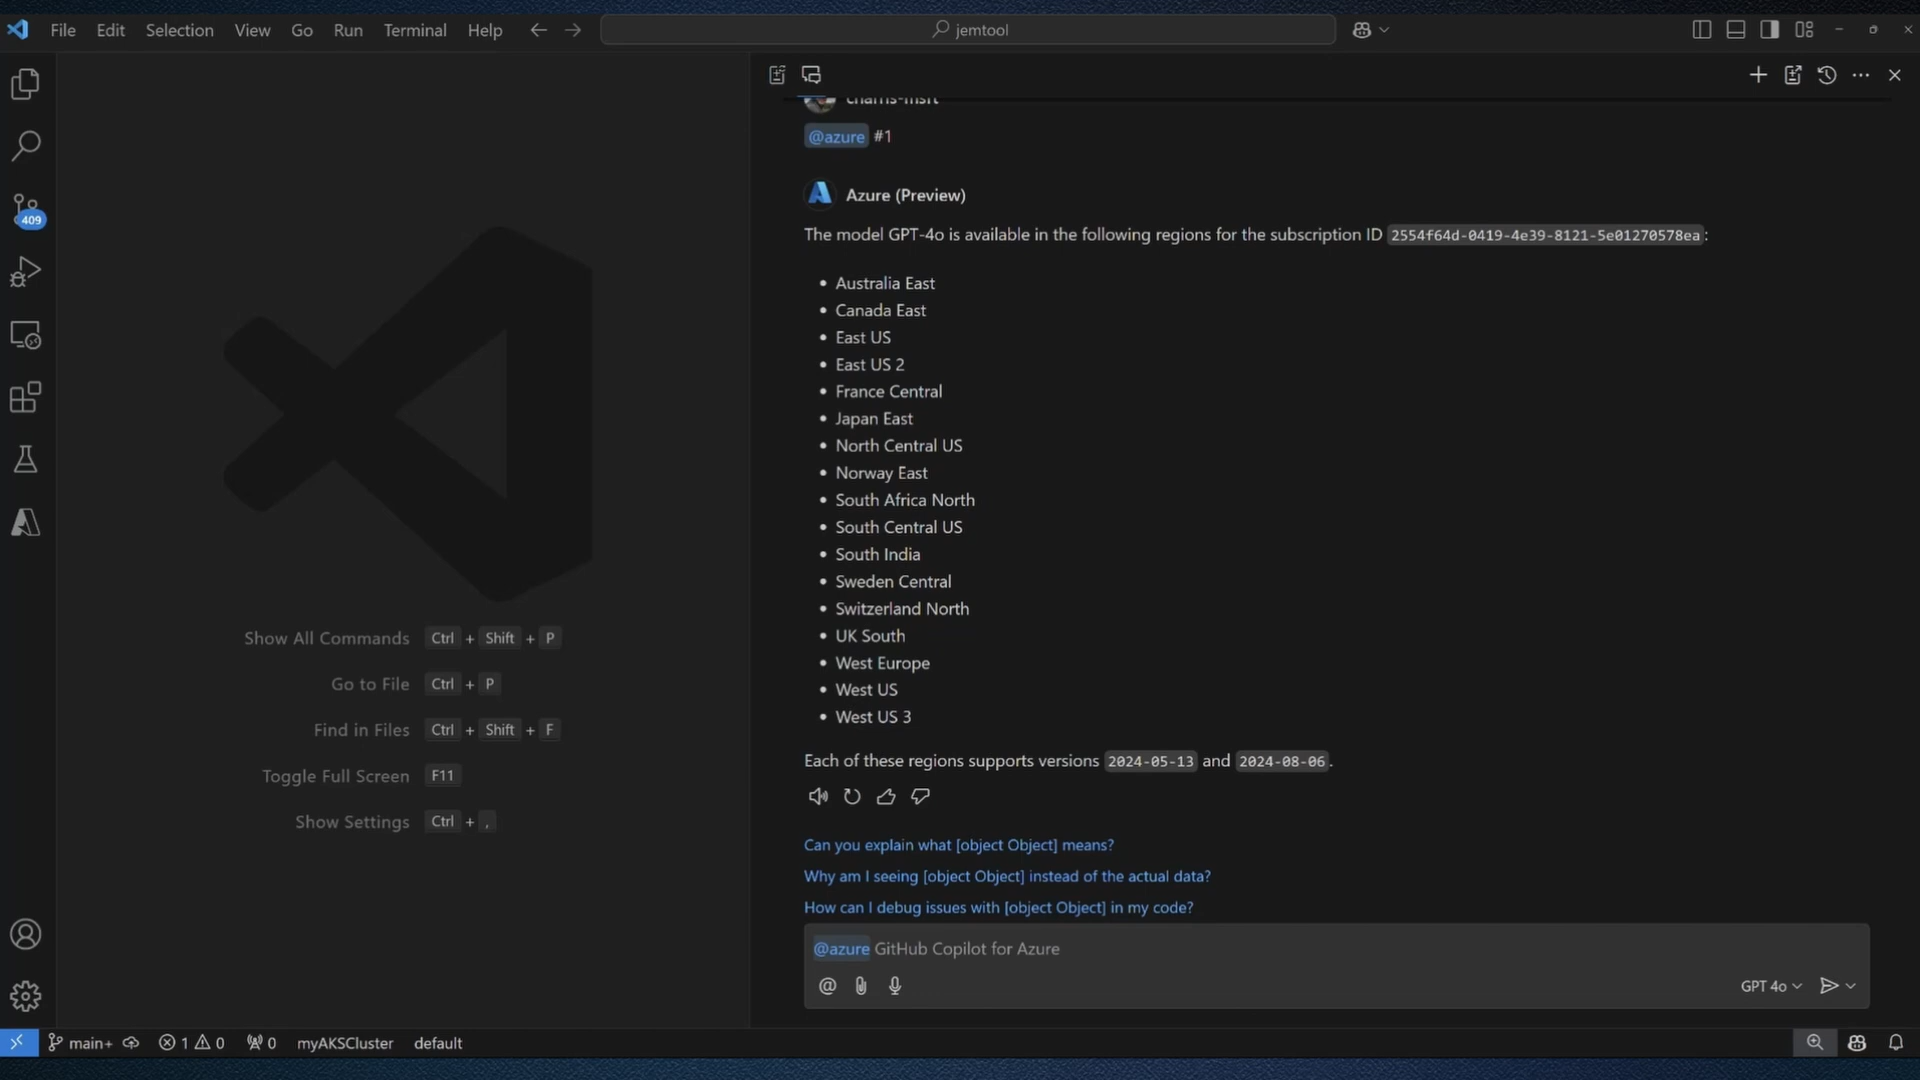 File Edit Selection View Go Run Terminal Help
jemtool
@azure #1
409
Azure (Preview)
The model GPT-4o is available in the following regions for the subscription ID 2554f64d-0419-4e39-8121-5e01270578ea:
• Australia East
• Canada East
• East US
• East US 2
• France Central
• Japan East
• North Central US
• Norway East
• South Africa North
• South Central US
• South India
• Sweden Central
• Switzerland North
• UK South
• West Europe
• West US
• West US 3
Each of these regions supports versions 2024-05-13 and 2024-08-06.
Show All Commands Ctrl + Shift + P
Go to File Ctrl + P
Find in Files Ctrl + Shift + F
Toggle Full Screen F11
Show Settings Ctrl + ,
Can you explain what [object Object] means?
Why am I seeing [object Object] instead of the actual data?
How can I debug issues with [object Object] in my code?
@azure GitHub Copilot for Azure
@
GPT 4o
main+ 1 0 0 myAKSCluster default